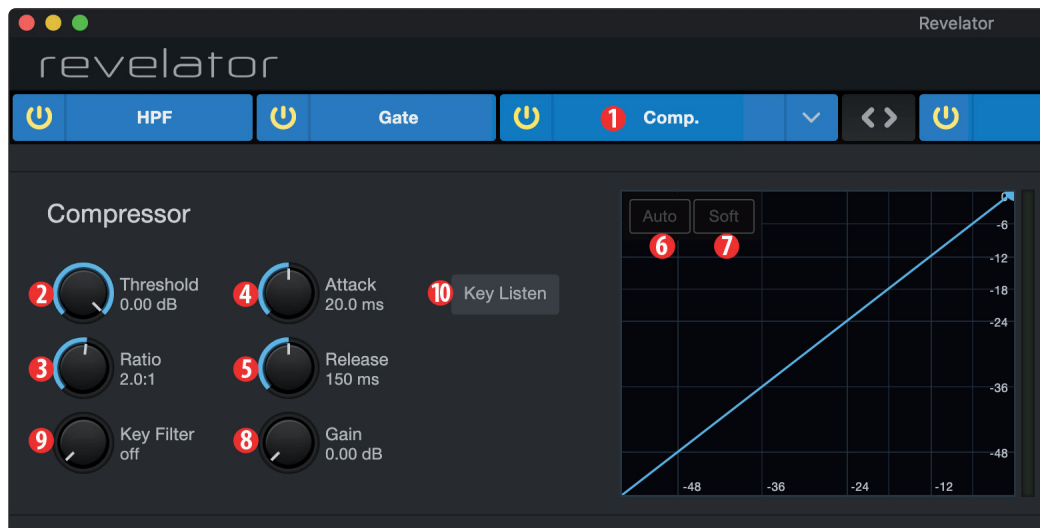 Revelator
revelator
HPF
Gate
1 Comp.
Compressor
2 Threshold
0.00 dB
4 Attack
20.0 ms
10 Key Listen
3 Ratio
2.0:1
5 Release
150 ms
9 Key Filter
off
8 Gain
0.00 dB
Auto
Soft
6
7
0
-6
-12
-18
-24
-36
-48
-48
-36
-24
-12